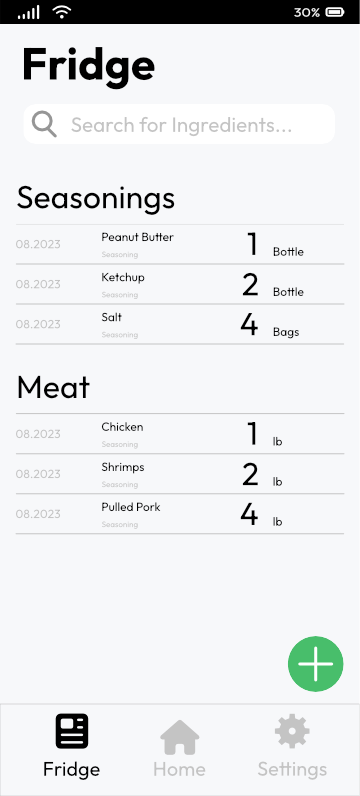 30%
Fridge
Search for Ingredients...
Seasonings
08.2023 Peanut Butter 1 Bottle
Seasoning
08.2023 Ketchup 2 Bottle
Seasoning
08.2023 Salt 4 Bags
Seasoning
Meat
08.2023 Chicken 1 lb
Seasoning
08.2023 Shrimps 2 lb
Seasoning
08.2023 Pulled Pork 4 lb
Seasoning
Fridge Home Settings